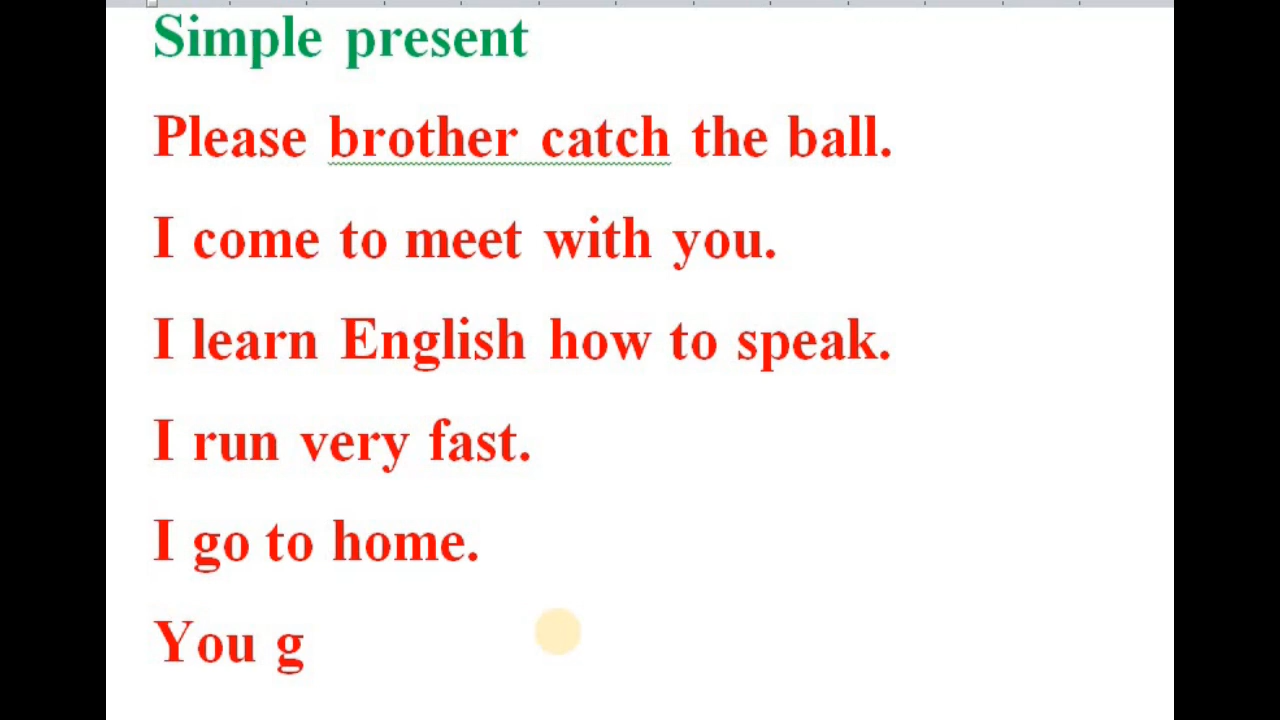 Simple present
Please brother catch the ball.
I come to meet with you.
I learn English how to speak.
I run very fast.
I go to home.
You g